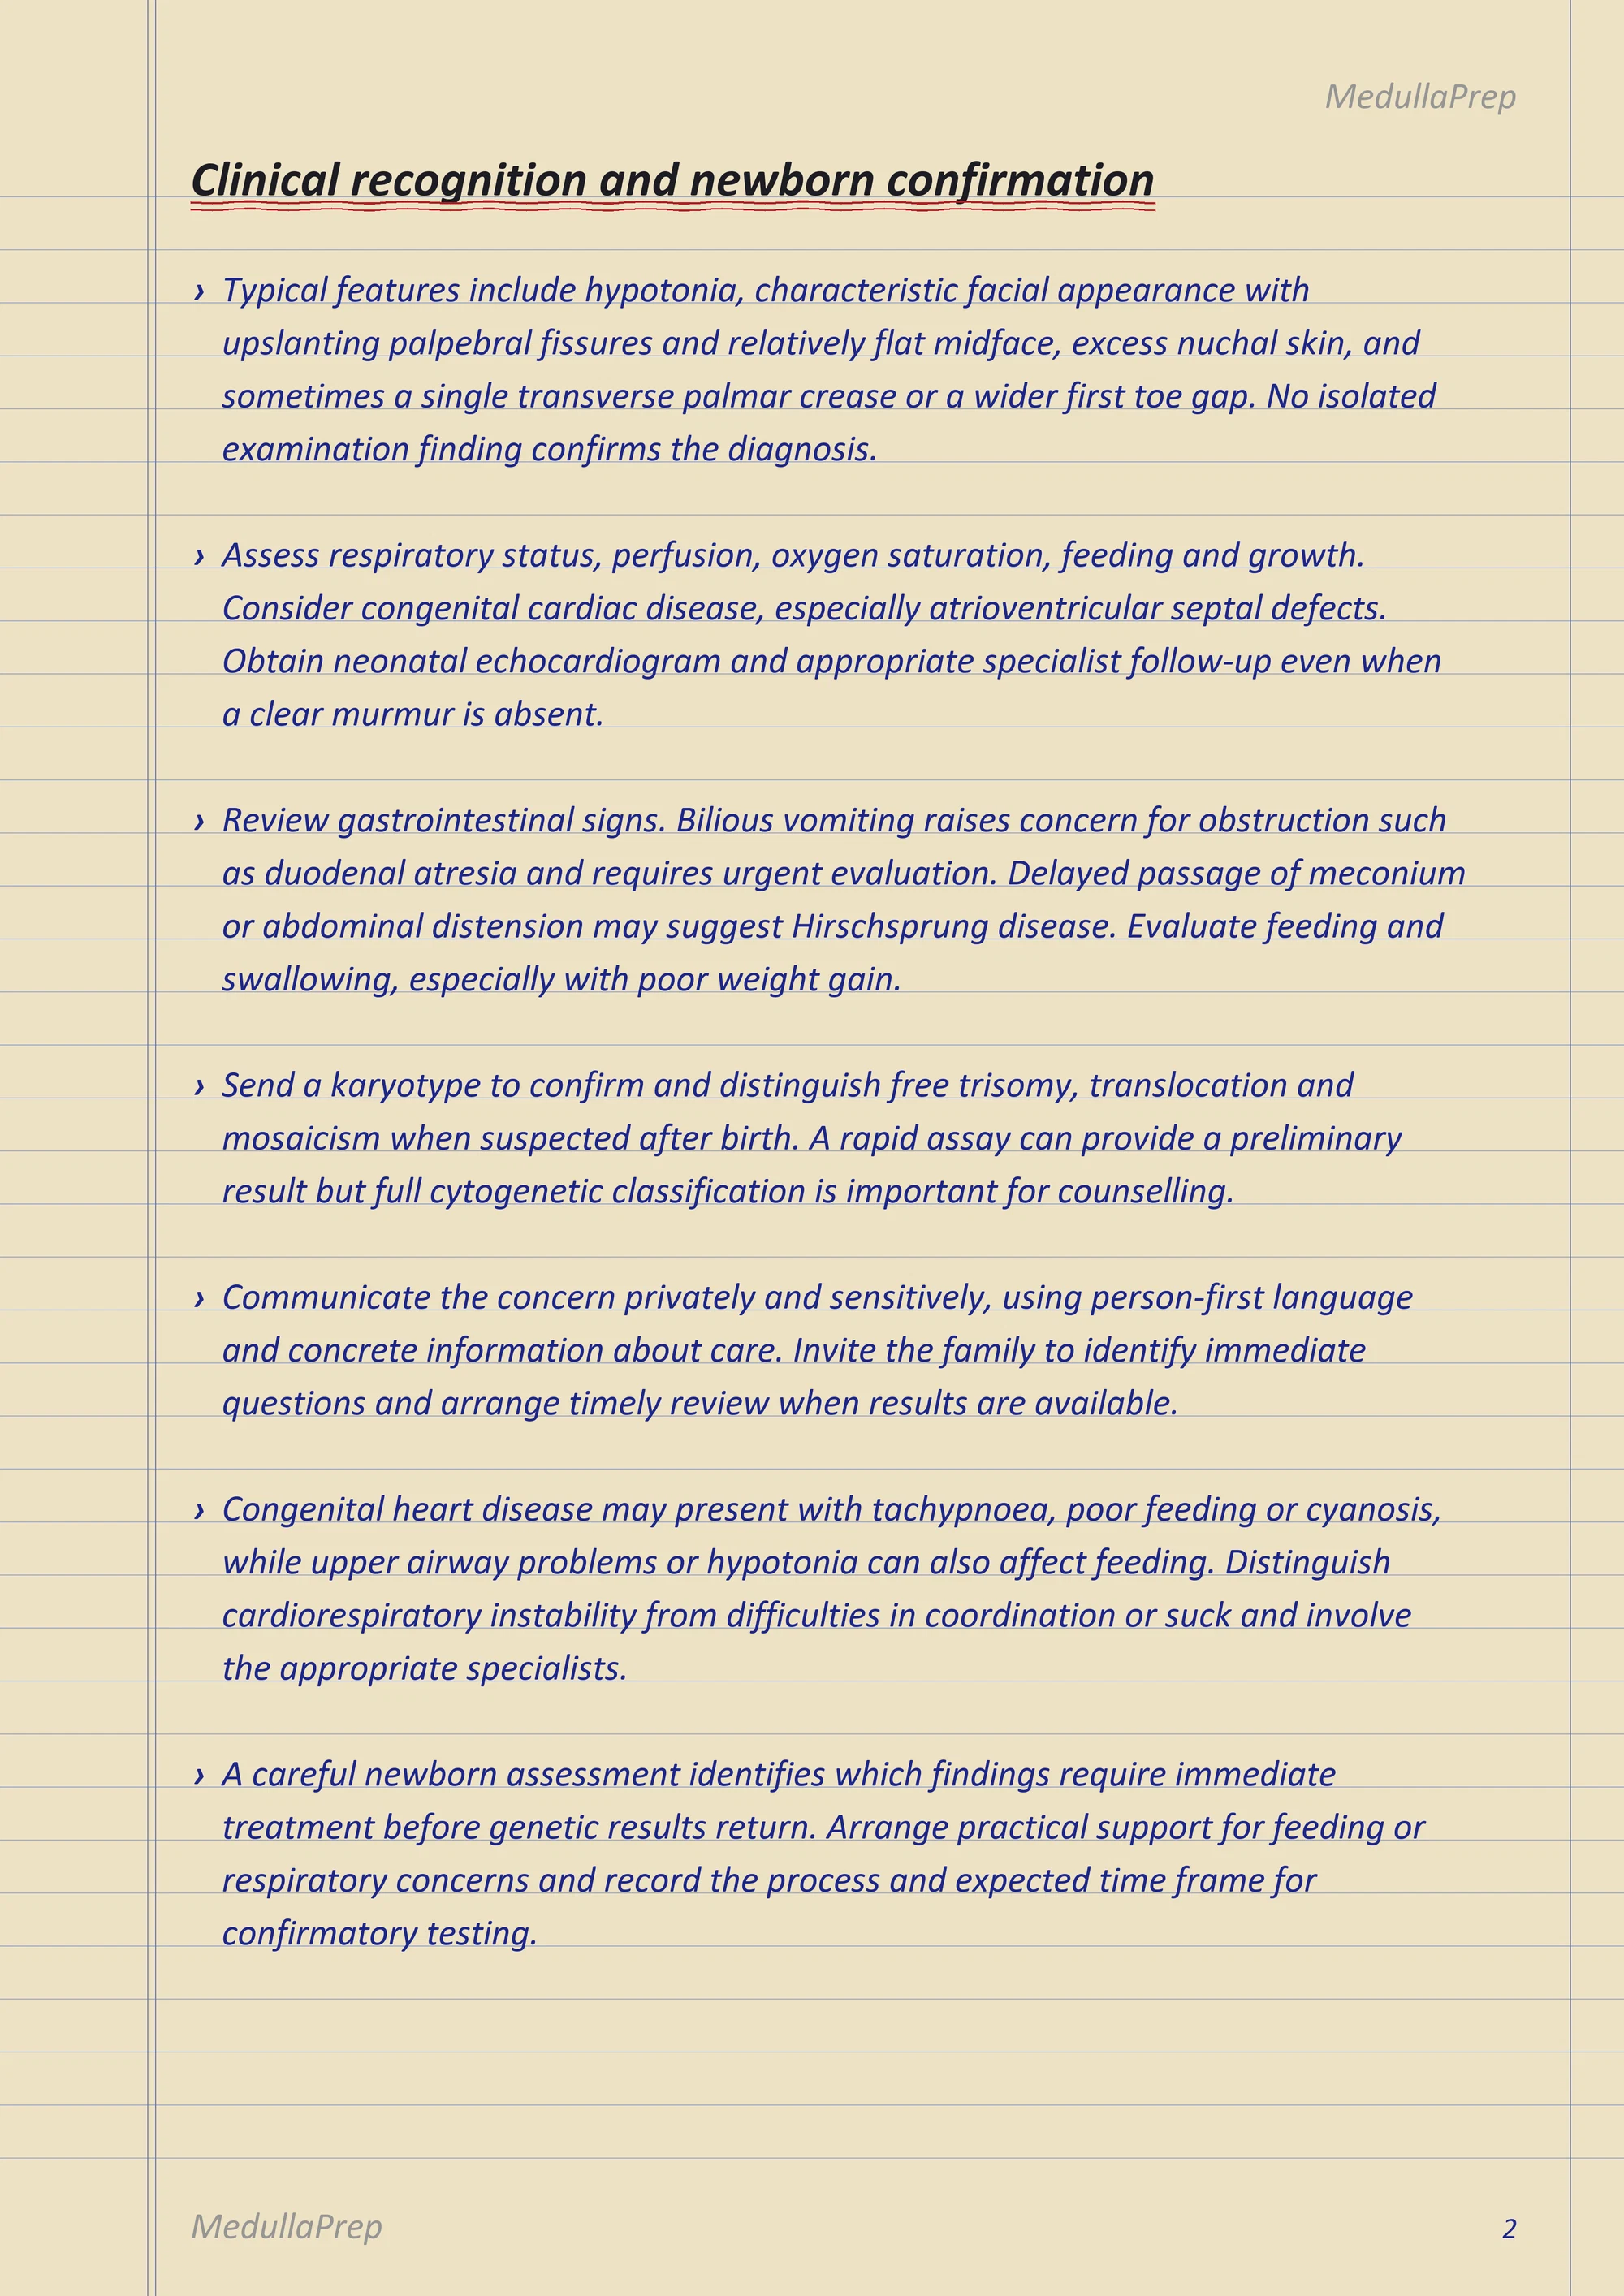 MedullaPrep
Clinical recognition and newborn confirmation
› Typical features include hypotonia, characteristic facial appearance with
upslanting palpebral fissures and relatively flat midface, excess nuchal skin, and
sometimes a single transverse palmar crease or a wider first toe gap. No isolated
examination finding confirms the diagnosis.
› Assess respiratory status, perfusion, oxygen saturation, feeding and growth.
Consider congenital cardiac disease, especially atrioventricular septal defects.
Obtain neonatal echocardiogram and appropriate specialist follow-up even when
a clear murmur is absent.
› Review gastrointestinal signs. Bilious vomiting raises concern for obstruction such
as duodenal atresia and requires urgent evaluation. Delayed passage of meconium
or abdominal distension may suggest Hirschsprung disease. Evaluate feeding and
swallowing, especially with poor weight gain.
› Send a karyotype to confirm and distinguish free trisomy, translocation and
mosaicism when suspected after birth. A rapid assay can provide a preliminary
result but full cytogenetic classification is important for counselling.
› Communicate the concern privately and sensitively, using person-first language
and concrete information about care. Invite the family to identify immediate
questions and arrange timely review when results are available.
› Congenital heart disease may present with tachypnoea, poor feeding or cyanosis,
while upper airway problems or hypotonia can also affect feeding. Distinguish
cardiorespiratory instability from difficulties in coordination or suck and involve
the appropriate specialists.
› A careful newborn assessment identifies which findings require immediate
treatment before genetic results return. Arrange practical support for feeding or
respiratory concerns and record the process and expected time frame for
confirmatory testing.
MedullaPrep
2